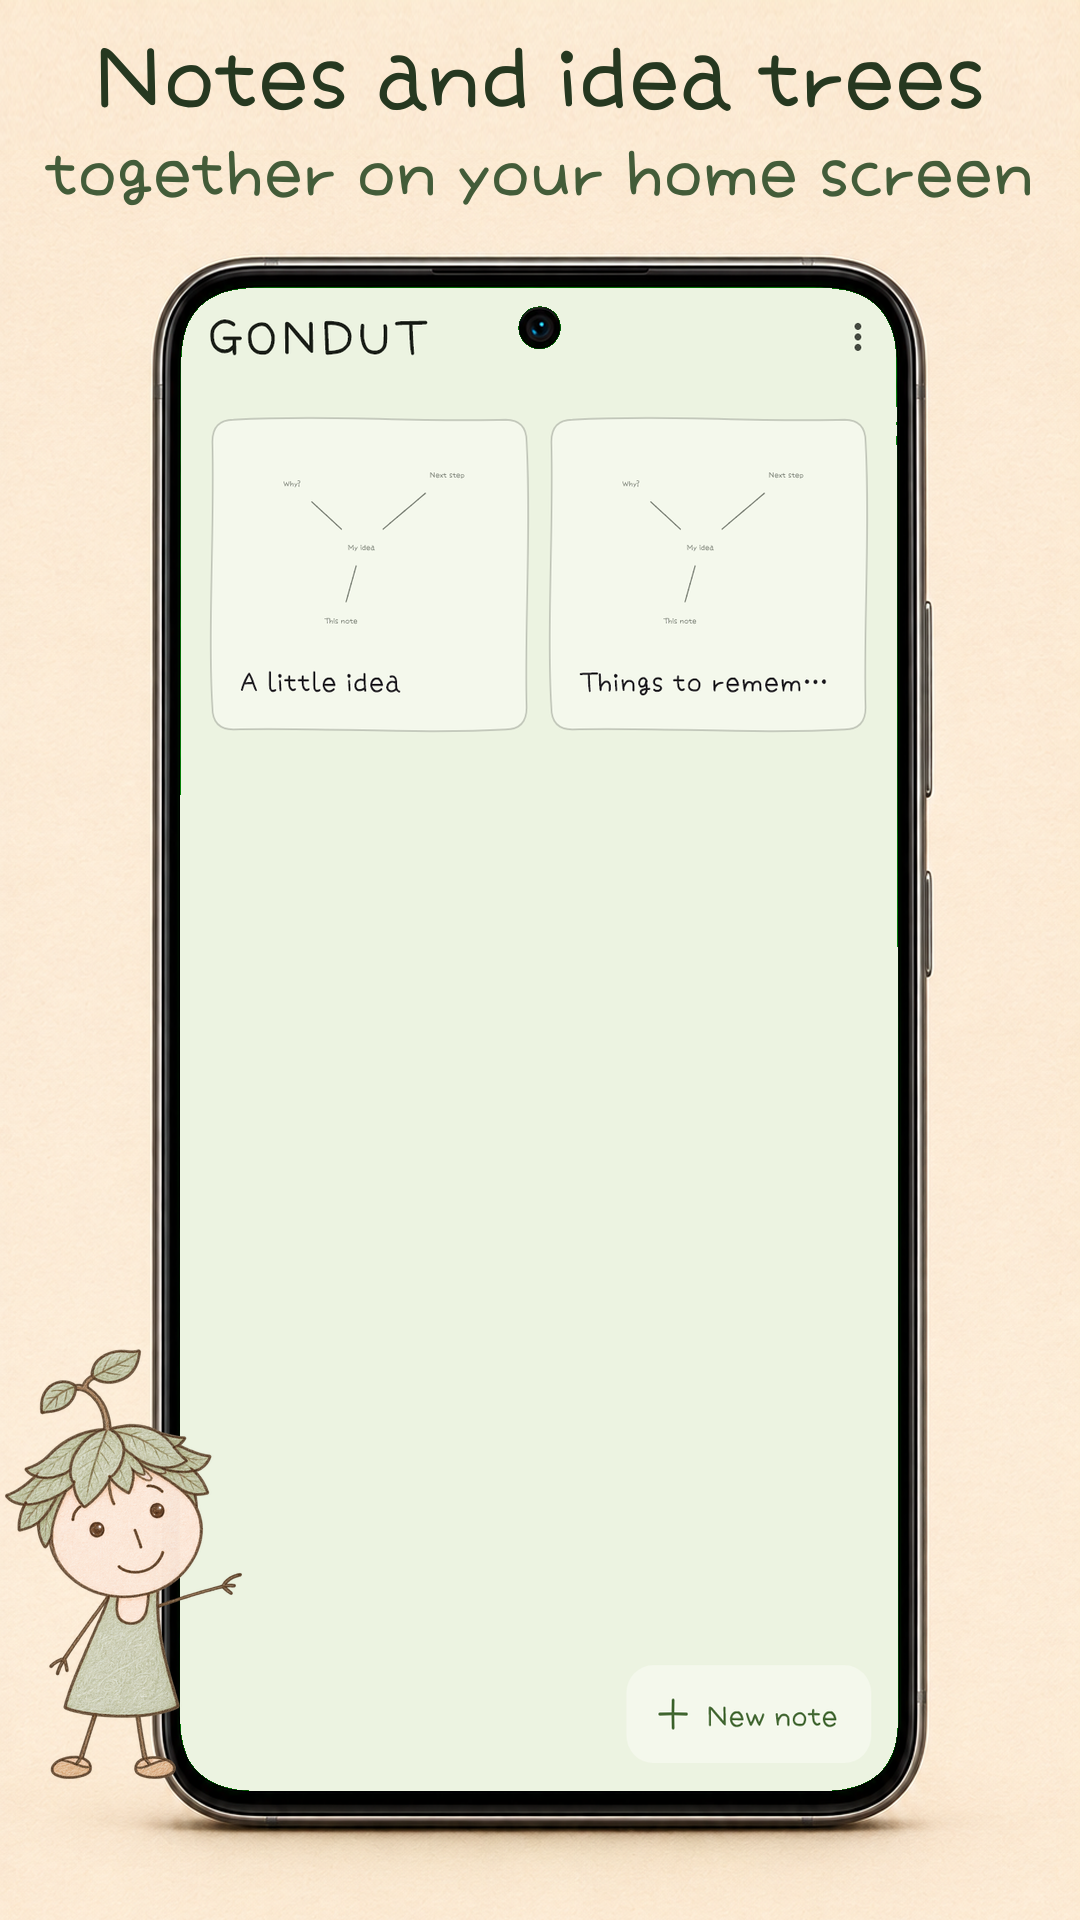 Notes and idea trees
together on your home screen
GONDUT
Why?
Next step
My idea
This note
A little idea
Why?
Next step
My idea
This note
Things to remem···
+ New note